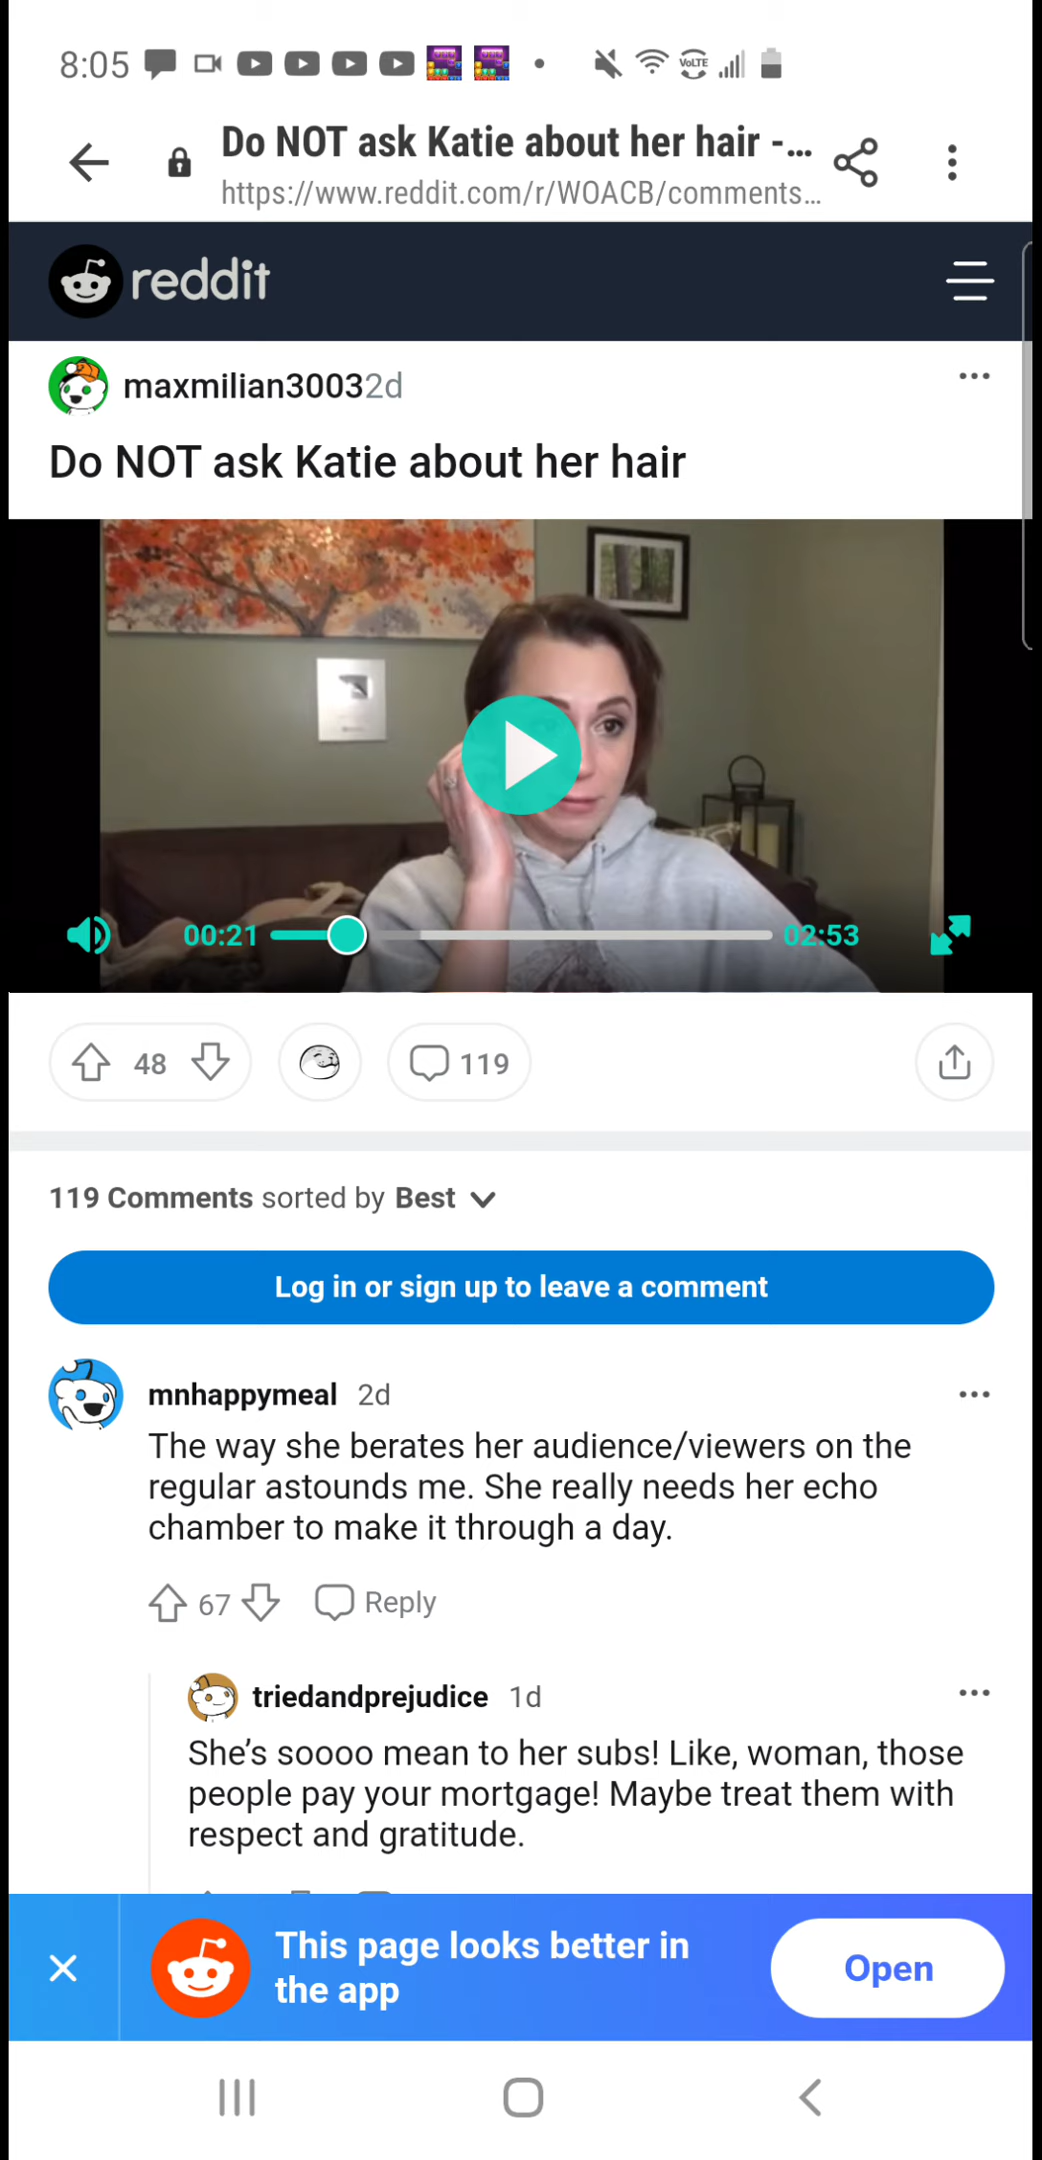 8:05
VoLTE
Do NOT ask Katie about her hair -...
https://www.reddit.com/r/WOACB/comments...
reddit
maxmilian30032d
Do NOT ask Katie about her hair
00:21
02:53
48
119
119 Comments sorted by Best
Log in or sign up to leave a comment
mnhappymeal 2d
The way she berates her audience/viewers on the
regular astounds me. She really needs her echo
chamber to make it through a day.
67 Reply
triedandprejudice 1d
She's soooo mean to her subs! Like, woman, those
people pay your mortgage! Maybe treat them with
respect and gratitude.
This page looks better in
the app
Open